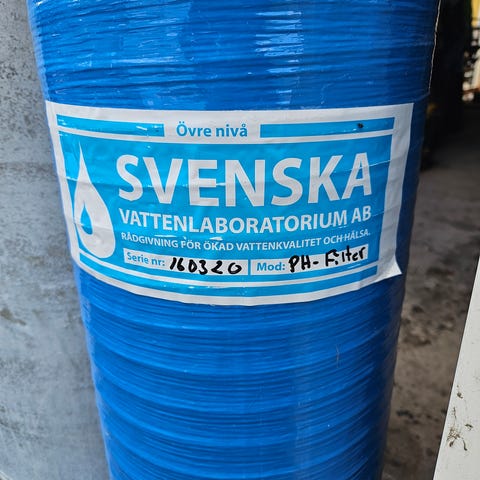 Övre nivå
SVENSKA
VATTENLABORATORIUM AB
RÅDGIVNING FÖR ÖKAD VATTENKVALITET OCH HÄLSA.
Serie nr: 160320 Mod: PH-Filter